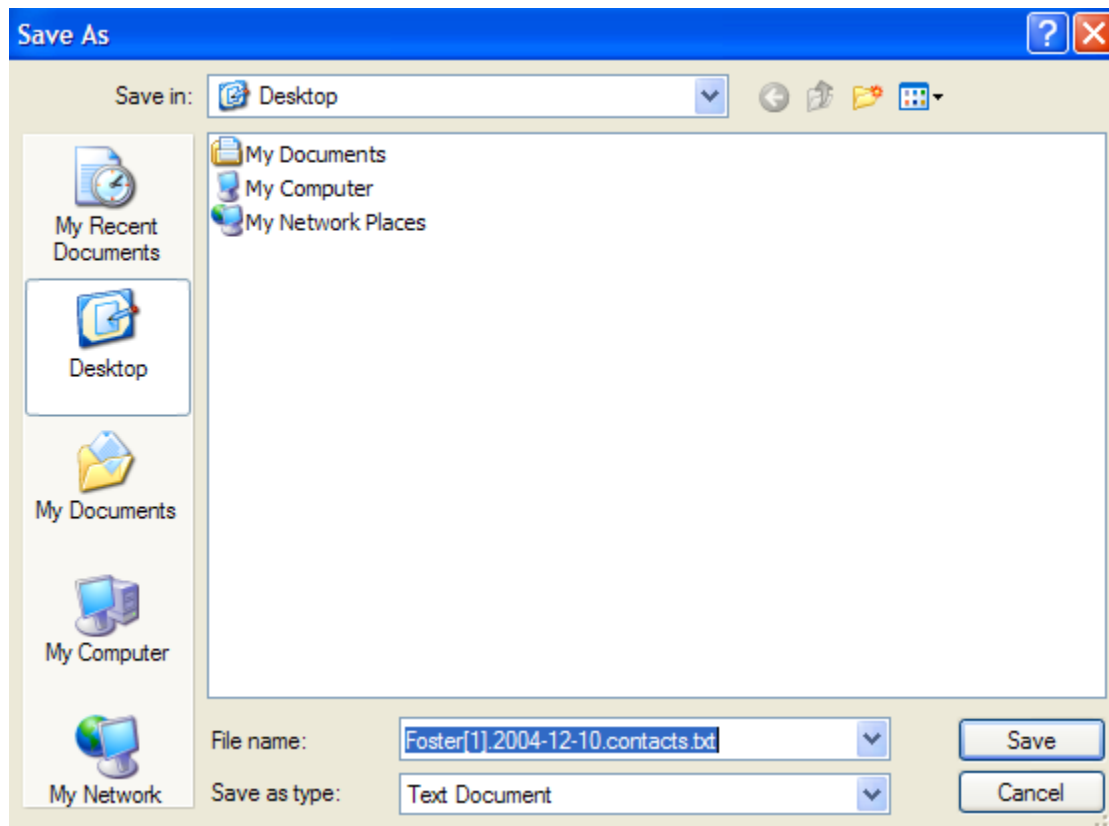 Save As
Save in:
Desktop
My Recent
Documents
Desktop
My Documents
My Computer
My Network
My Documents
My Computer
My Network Places
File name:
Foster[1].2004-12-10.contacts.txt
Save
Save as type:
Text Document
Cancel